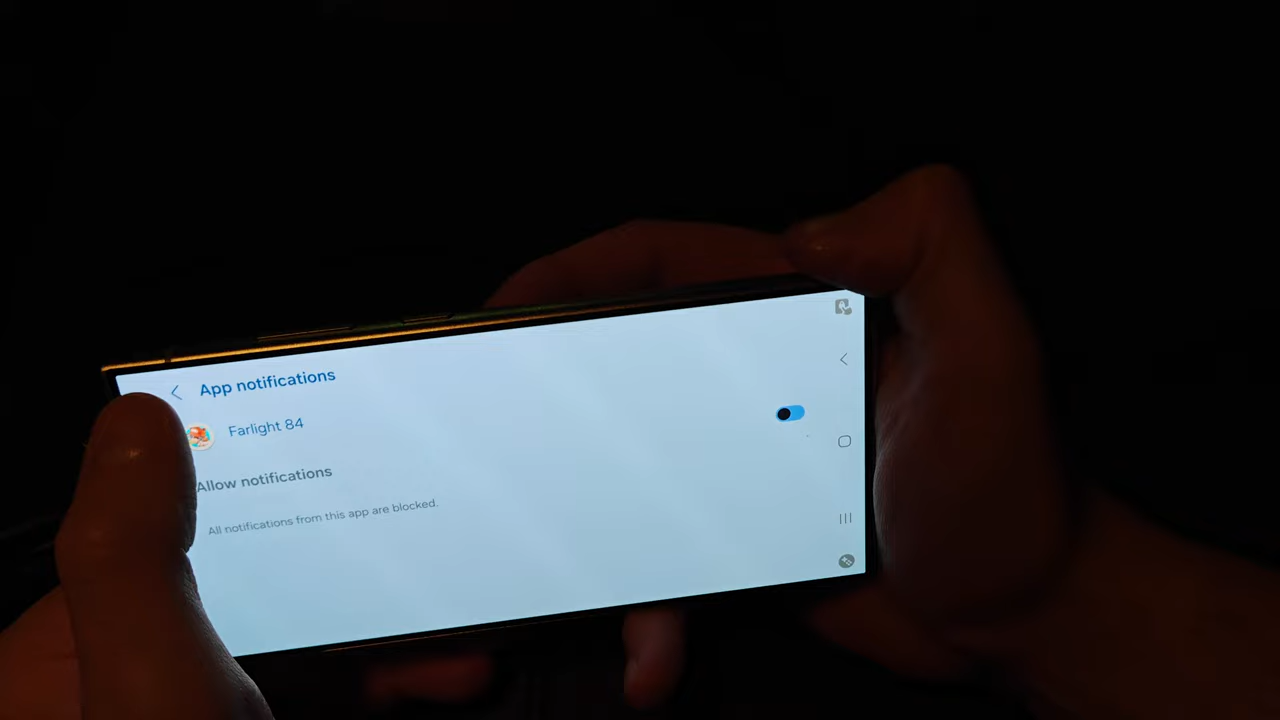 App notifications
Farlight 84
Allow notifications
All notifications from this app are blocked.